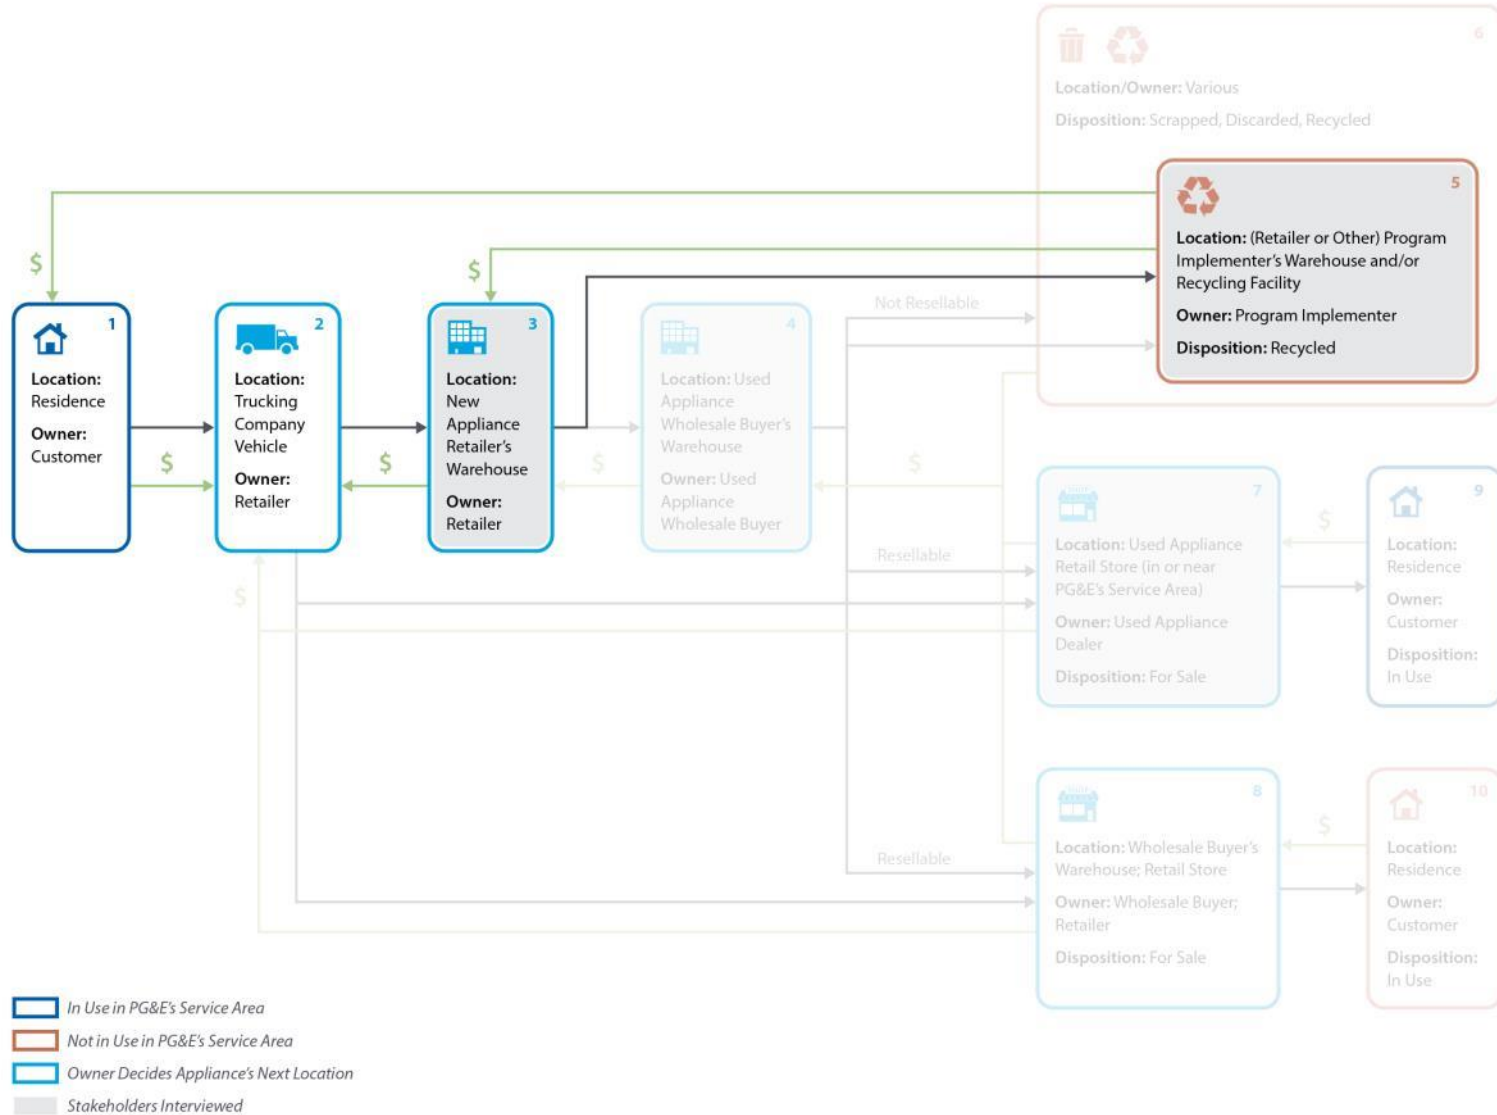 6
Location/Owner: Various
Disposition: Scrapped, Discarded, Recycled
5
Location: (Retailer or Other) Program
Implementer's Warehouse and/or
Recycling Facility
Owner: Program Implementer
Disposition: Recycled
$
$
1
Location:
Residence
Owner:
Customer
$
2
Location:
Trucking
Company
Vehicle
Owner:
Retailer
$
3
Location:
New
Appliance
Retailer's
Warehouse
Owner:
Retailer
$
4
Location: Used
Appliance
Wholesale Buyer's
Warehouse
Owner: Used
Appliance
Wholesale Buyer
$
Not Resellable
Resellable
Resellable
$
7
Location: Used Appliance
Retail Store (in or near
PG&E's Service Area)
Owner: Used Appliance
Dealer
Disposition: For Sale
$
9
Location:
Residence
Owner:
Customer
Disposition:
In Use
8
Location: Wholesale Buyer's
Warehouse; Retail Store
Owner: Wholesale Buyer;
Retailer
Disposition: For Sale
$
10
Location:
Residence
Owner:
Customer
Disposition:
In Use
In Use in PG&E's Service Area
Not in Use in PG&E's Service Area
Owner Decides Appliance's Next Location
Stakeholders Interviewed